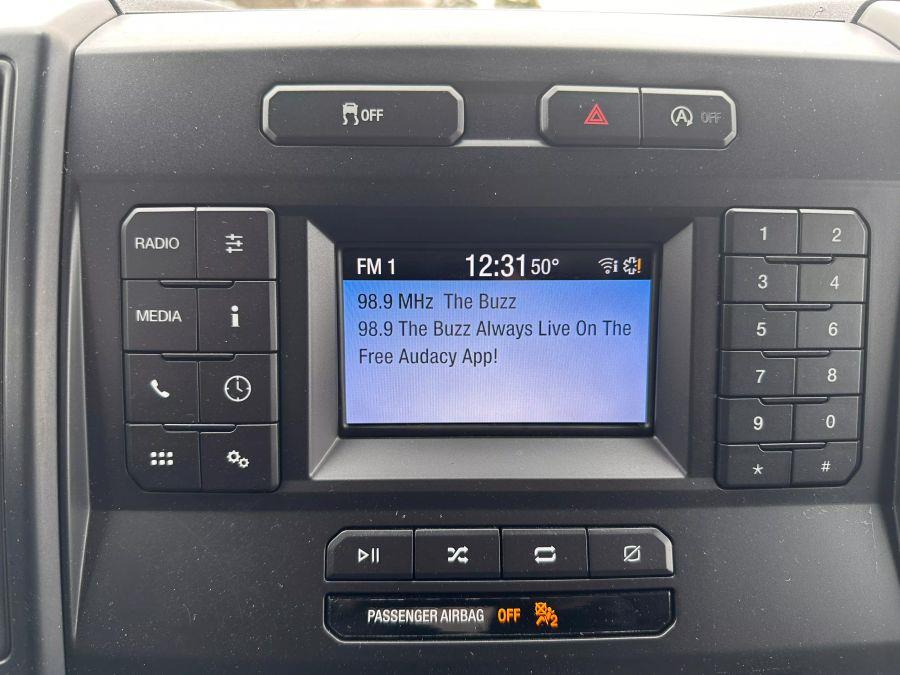 OFF
OFF
RADIO
MEDIA
FM 1 12:31 50°
98.9 MHz The Buzz
98.9 The Buzz Always Live On The
Free Audacy App!
1 2
3 4
5 6
7 8
9 0
* #
PASSENGER AIRBAG OFF 2